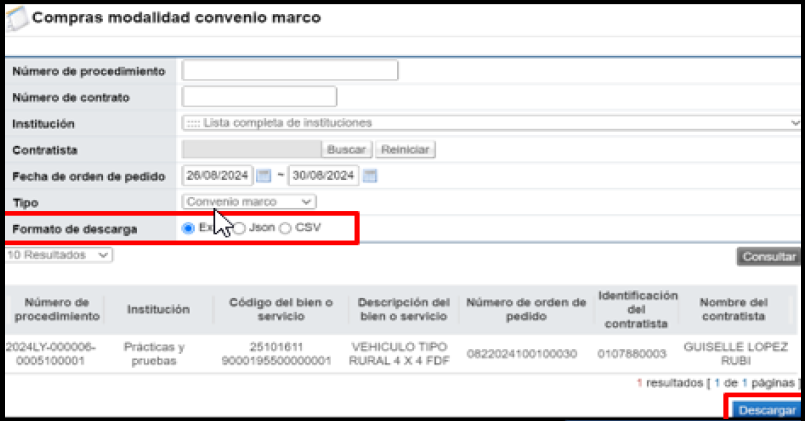 Compras modalidad convenio marco
Número de procedimiento
Número de contrato
Institución :::: Lista completa de instituciones
Contratista Buscar Reiniciar
Fecha de orden de pedido 26/08/2024 ~ 30/08/2024
Tipo Convenio marco
Formato de descarga Json CSV
10 Resultados Consultar
Número de procedimiento Institución Código del bien o servicio Descripción del bien o servicio Número de orden de pedido Identificación del contratista Nombre del contratista
2024LY-000006-0005100001 Prácticas y pruebas 25101611 9000195500000001 VEHICULO TIPO RURAL 4 X 4 FDF 0822024100100030 0107880003 GUISELLE LOPEZ RUBI
1 resultados [ 1 de 1 páginas ]
Descargar